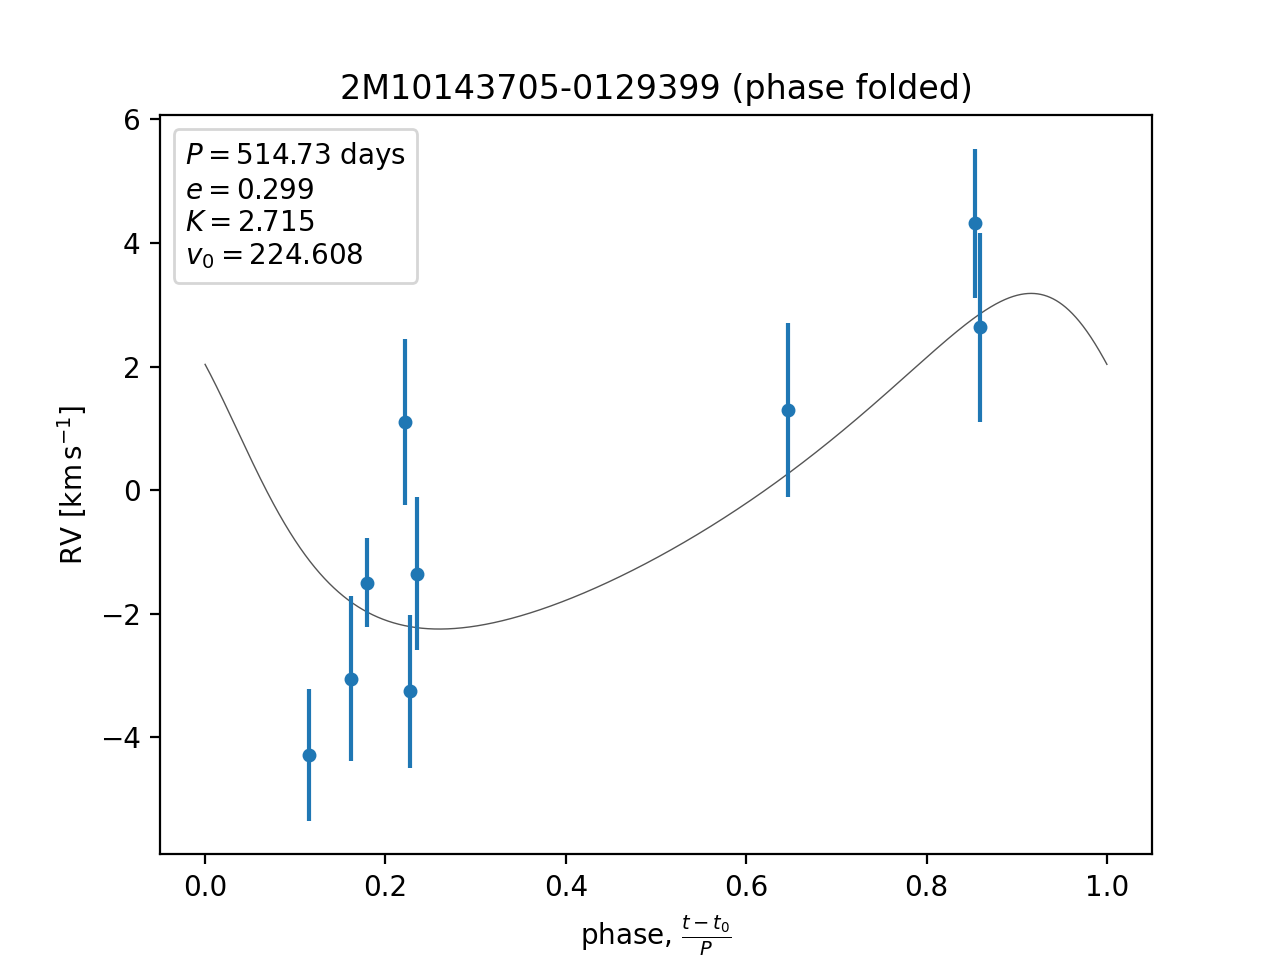 2M10143705-0129399 (phase folded)
P = 514.73 days
e = 0.299
K = 2.715
v₀ = 224.608
RV [km s⁻¹]
6
4
2
0
−2
−4
0.0 0.2 0.4 0.6 0.8 1.0
phase, (t − t₀)/P